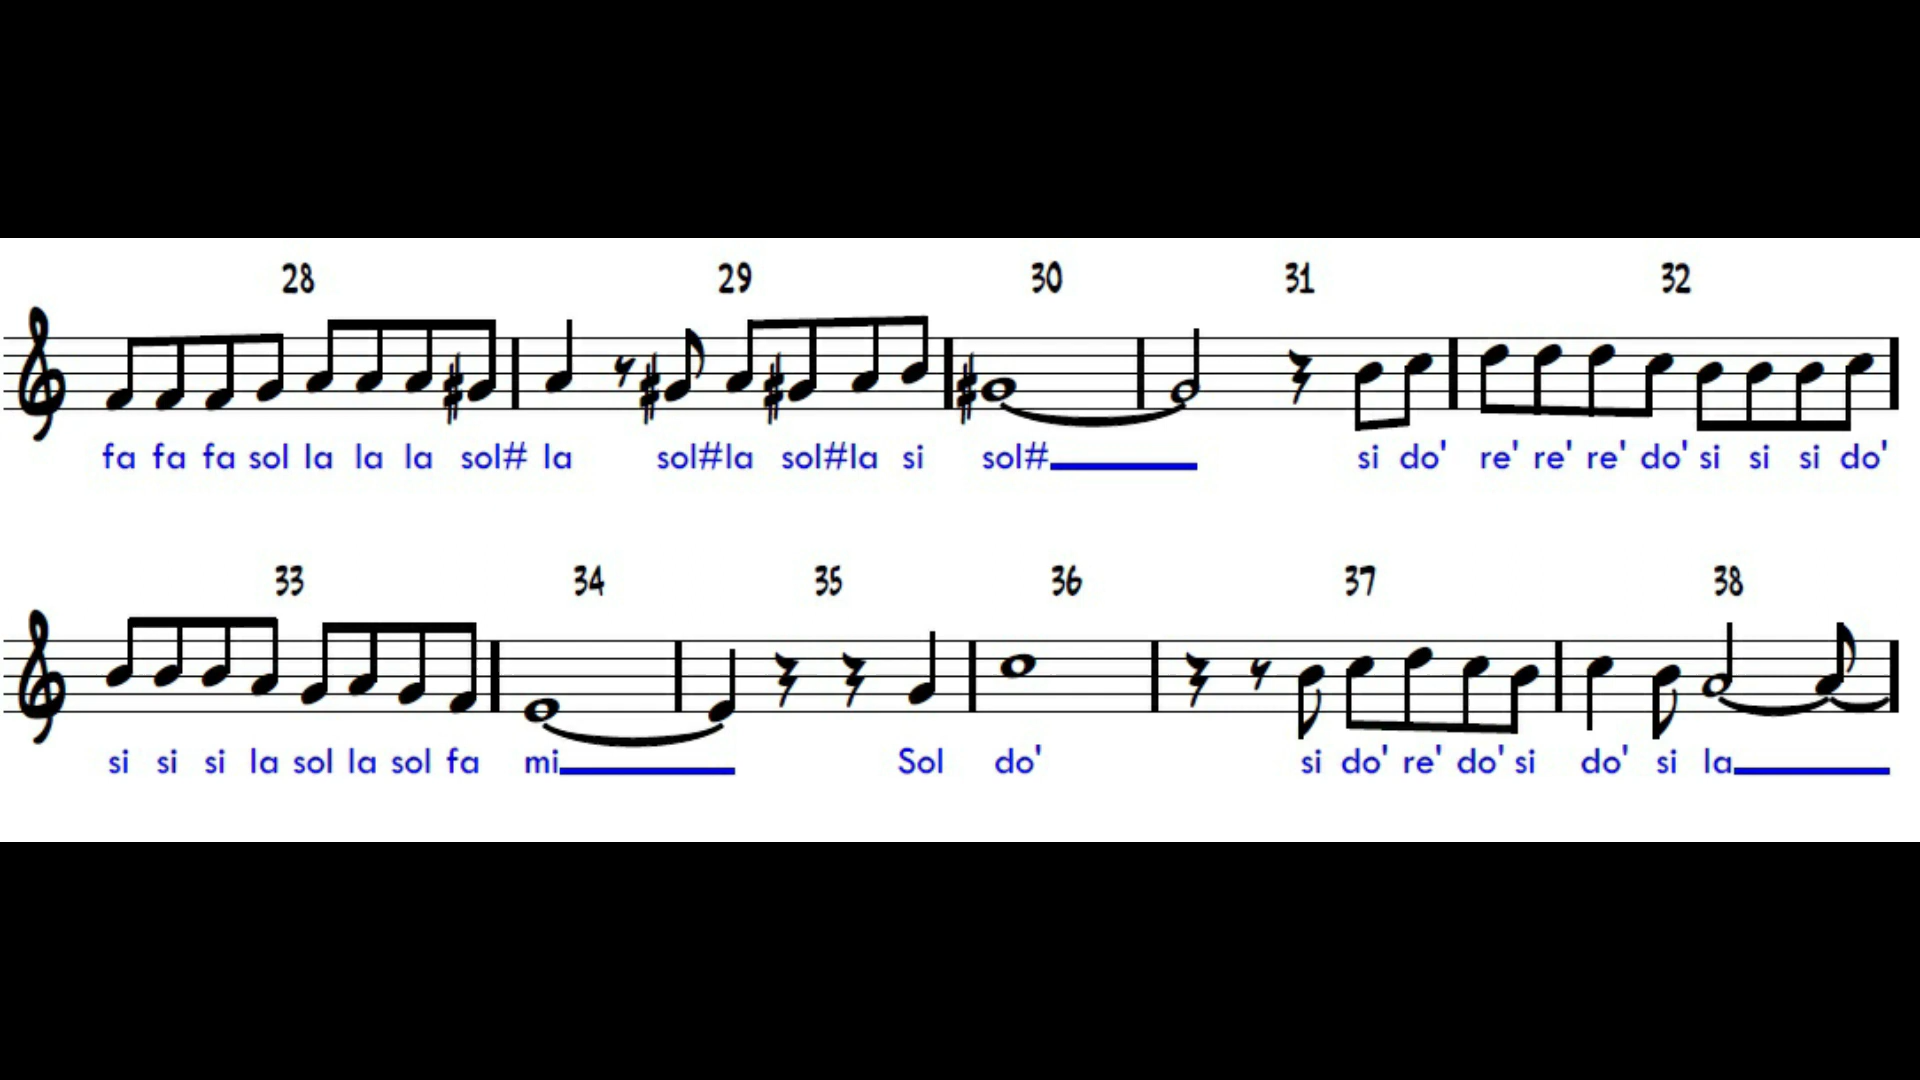 28 29 30 31 32
fa fa fa sol la la la sol# la sol#la sol#la si sol# si do' re' re' re' do' si si si do'
33 34 35 36 37 38
si si si la sol la sol fa mi Sol do' si do' re' do' si do' si la